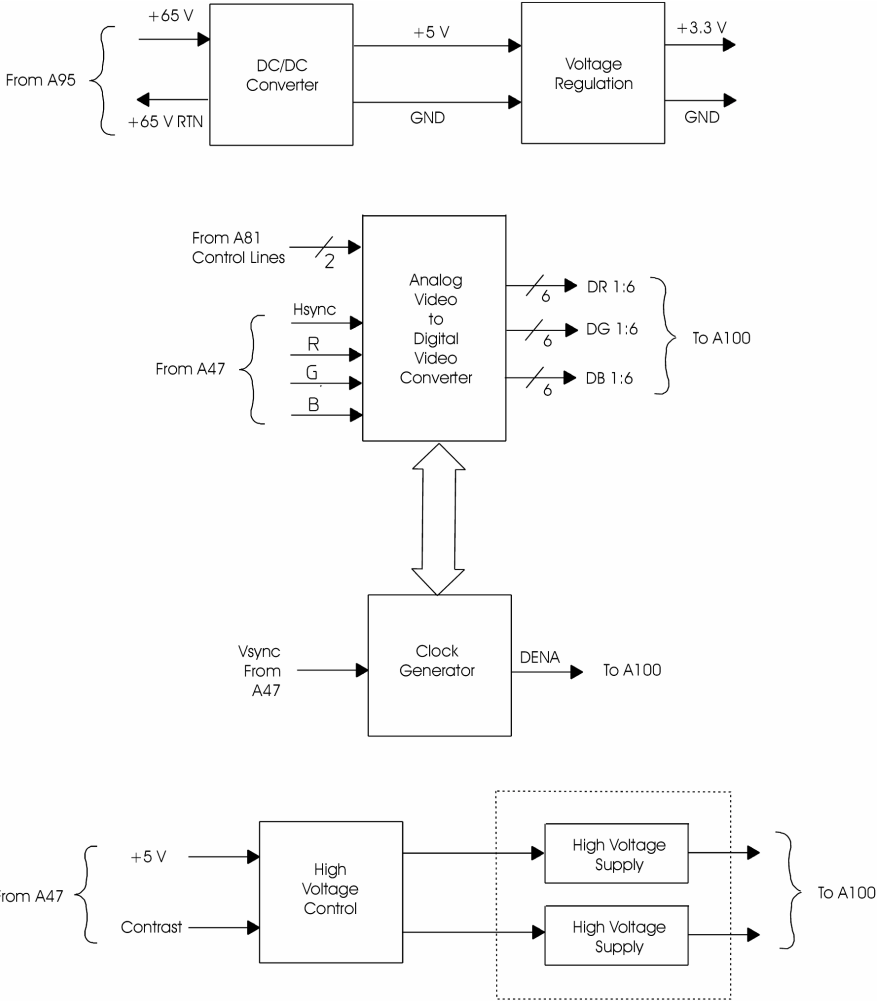 +65 V
From A95
+65 V RTN
DC/DC
Converter
+5 V
GND
Voltage
Regulation
+3.3 V
GND
From A81
Control Lines
2
From A47
Hsync
R
G
B
Analog
Video
to
Digital
Video
Converter
6
DR 1:6
6
DG 1:6
6
DB 1:6
To A100
Vsync
From
A47
Clock
Generator
DENA
To A100
From A47
+5 V
Contrast
High
Voltage
Control
High Voltage
Supply
High Voltage
Supply
To A100